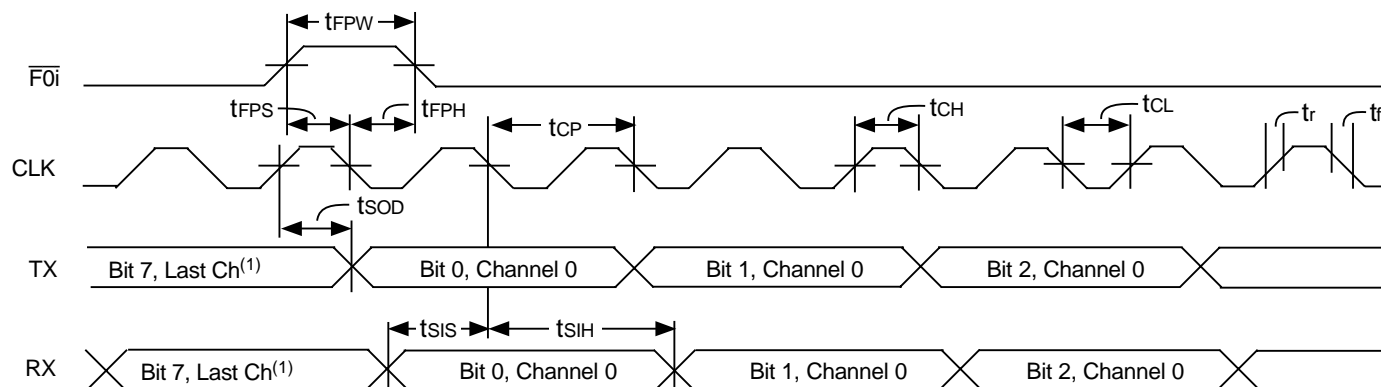 tFPW
F0i
tFPS tFPH tCP tCH tCL tr tf
CLK
tSOD
TX Bit 7, Last Ch(1) Bit 0, Channel 0 Bit 1, Channel 0 Bit 2, Channel 0
tSIS tSIH
RX Bit 7, Last Ch(1) Bit 0, Channel 0 Bit 1, Channel 0 Bit 2, Channel 0